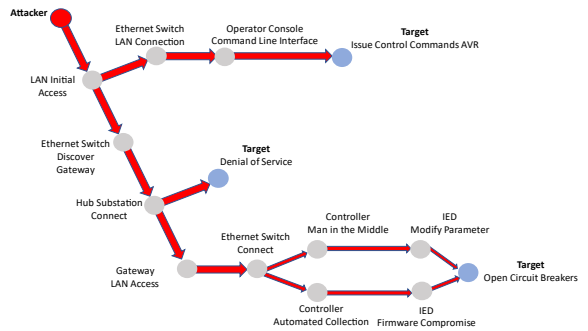 Attacker
Ethernet Switch
LAN Connection
Operator Console
Command Line Interface
Target
Issue Control Commands AVR
LAN Initial
Access
Ethernet Switch
Discover
Gateway
Target
Denial of Service
Hub Substation
Connect
Ethernet Switch
Connect
Controller
Man in the Middle
IED
Modify Parameter
Gateway
LAN Access
Target
Open Circuit Breakers
Controller
Automated Collection
IED
Firmware Compromise